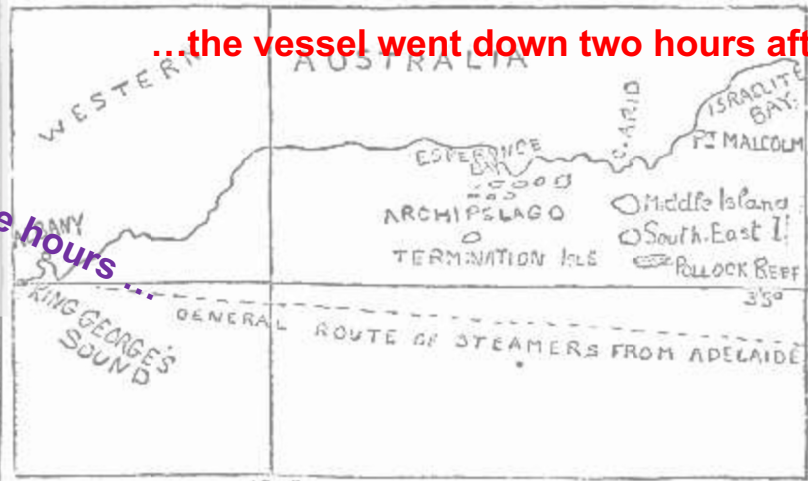 …the vessel went down two hours aft
WESTERN AUSTRALIA
C. ARID
ISRAELITE
BAY:
PT MALCOLM
ESPERANCE
BAY
ARCHIPELAGO
TERMINATION ISLE
Middle Island
South.East I.
POLLOCK REEF
35°
ALBANY
e hours …
KING GEORGE'S
SOUND
GENERAL ROUTE OF STEAMERS FROM ADELAIDE